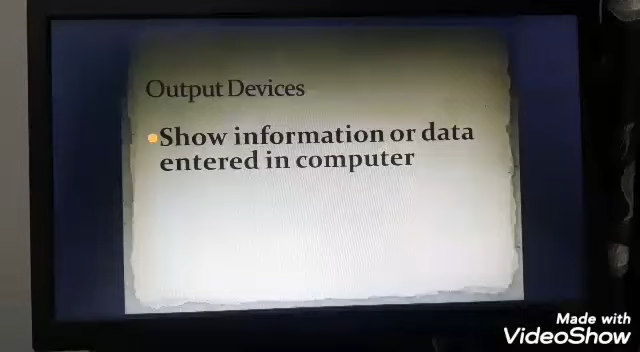 Output Devices
Show information or data
entered in computer
Made with
VideoShow